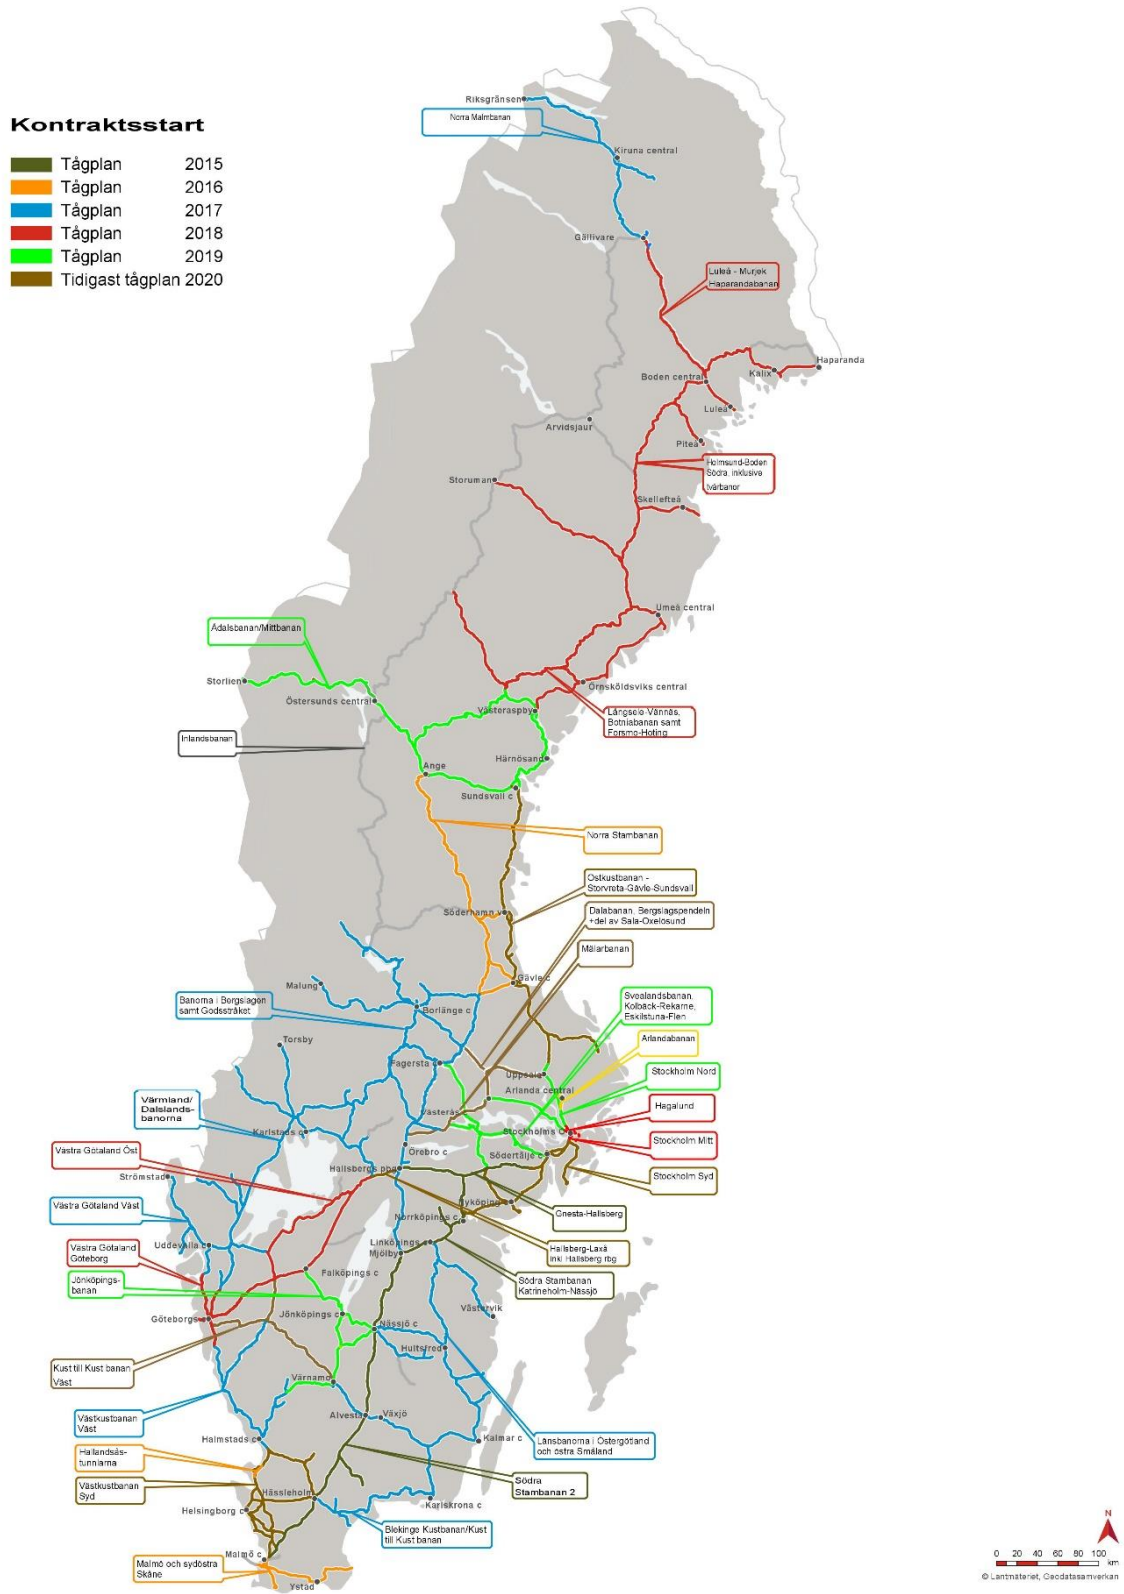 Kontraktsstart
Tågplan 2015
Tågplan 2016
Tågplan 2017
Tågplan 2018
Tågplan 2019
Tidigast tågplan 2020
Riksgränsen
Norra Malmbanan
Kiruna central
Gällivare
Luleå - Murjek
Haparandabanan
Haparanda
Kalix
Boden central
Luleå
Arvidsjaur
Piteå
Holmsund-Boden
Södra, inklusive
tvärbanor
Storuman
Skellefteå
Umeå central
Ådalsbanan/Mittbanan
Storlien
Östersunds central
Örnsköldsviks central
Västeraspby
Långsele-Vännäs,
Botniabanan samt
Forsmo-Hoting
Inlandsbanan
Härnösand
Ånge
Sundsvall c
Norra Stambanan
Ostkustbanan -
Storvreta-Gävle-Sundsvall
Söderhamn v
Dalabanan, Bergslagspendeln
+del av Sala-Oxelösund
Mälarbanan
Gävle c
Malung
Banorna i Bergslagen
samt Godsstråket
Borlänge c
Svealandsbanan,
Kolbäck-Rekarne,
Eskilstuna-Flen
Torsby
Arlandabanan
Fagersta c
Uppsala
Stockholm Nord
Arlanda central
Värmland/
Dalslands-
banorna
Västerås
Hagalund
Karlstads c
Stockholms C
Stockholm Mitt
Örebro c
Västra Götaland Öst
Södertälje c
Hallsbergs pbg
Strömstad
Stockholm Syd
Västra Götaland Väst
Nyköping c
Gnesta-Hallsberg
Norrköpings c
Uddevalla c
Västra Götaland
Göteborg
Linköpings c
Mjölby
Hallsberg-Laxå
inkl Hallsberg rbg
Falköpings c
Jönköpings-
banan
Södra Stambanan
Katrineholm-Nässjö
Jönköpings c
Västervik
Göteborgs
Nässjö c
Hultsfred
Kust till Kust banan
Väst
Värnamo
Västkustbanan
Väst
Alvesta
Växjö
Halmstads c
Kalmar c
Länsbanorna i Östergötland
och östra Småland
Hallandsås-
tunnlarna
Västkustbanan
Syd
Södra
Stambanan 2
Hässleholm
Karlskrona c
Helsingborg c
Blekinge Kustbanan/Kust
till Kust banan
Malmö c
Malmö och sydöstra
Skåne
Ystad
N
0 20 40 60 80 100
km
© Lantmäteriet, Geodatasamverkan